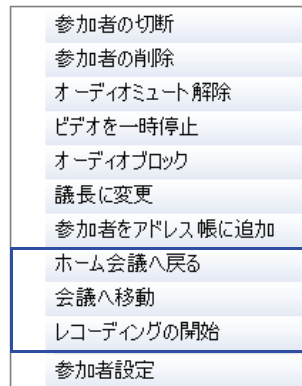 参加者の切断
参加者の削除
オーディオミュート解除
ビデオを一時停止
オーディオブロック
議長に変更
参加者をアドレス帳に追加
ホーム会議へ戻る
会議へ移動
レコーディングの開始
参加者設定